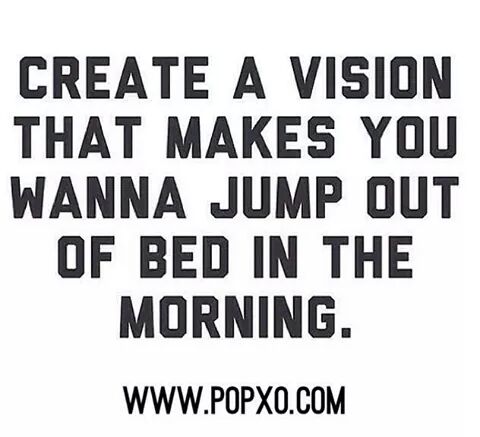 CREATE A VISION
THAT MAKES YOU
WANNA JUMP OUT
OF BED IN THE
MORNING.
WWW.POPXO.COM